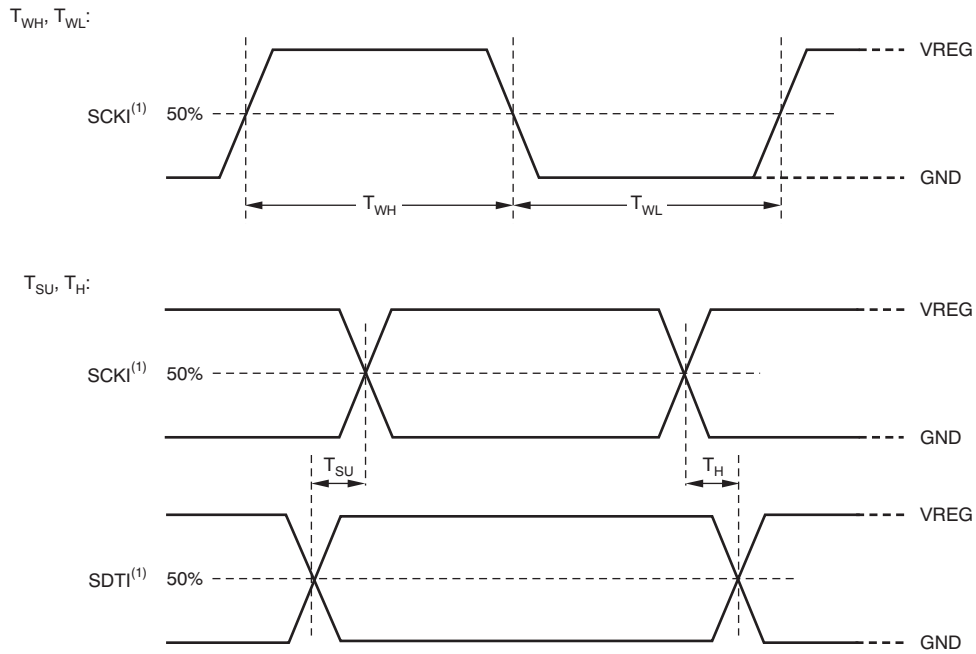 T_WH, T_WL:
VREG
SCKI(1) 50%
GND
T_WH T_WL
T_SU, T_H:
VREG
SCKI(1) 50%
GND
T_SU T_H
VREG
SDTI(1) 50%
GND